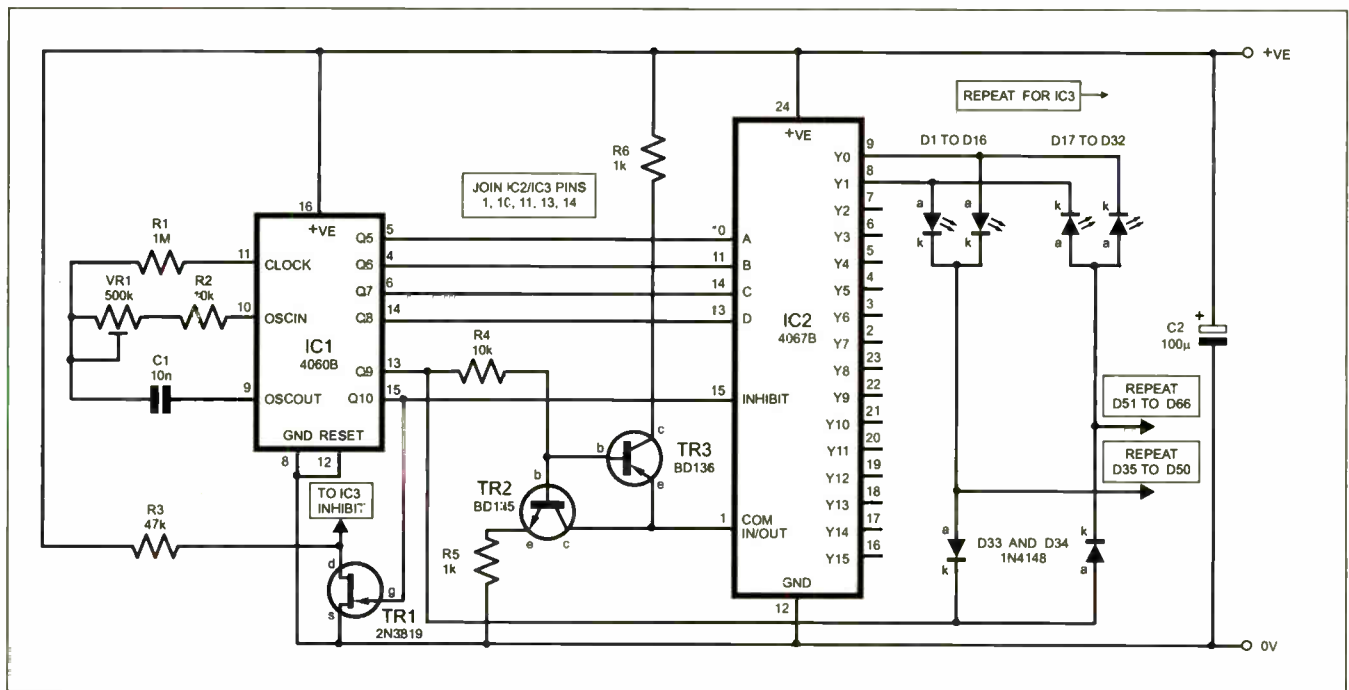 +VE
REPEAT FOR IC3
24
+VE
D1 TO D16
D17 TO D32
R6
1k
JOIN IC2/IC3 PINS
1, 10, 11, 13, 14
Y0
9
Y1
8
Y2
7
Y3
6
Y4
5
Y5
4
Y6
3
Y7
2
Y8
23
Y9
22
Y10
21
Y11
20
Y12
19
Y13
18
Y14
17
Y15
16
a
k
a
k
k
a
k
a
16
+VE
R1
1M
11
CLOCK
VR1
500k
R2
10k
10
OSCIN
C1
10n
9
OSCOUT
IC1
4060B
Q5
5
Q6
4
Q7
6
Q8
14
Q9
13
Q10
15
GND RESET
8
12
10
A
11
B
14
C
13
D
IC2
4067B
15
INHIBIT
1
COM
IN/OUT
GND
12
R4
10k
b
c
e
TR3
BD136
TR2
BD135
b
e
c
R5
1k
TO IC3
INHIBIT
R3
47k
d
g
s
TR1
2N3819
+
C2
100µ
REPEAT
D51 TO D66
REPEAT
D35 TO D50
a
k
D33 AND D34
1N4148
k
a
0V